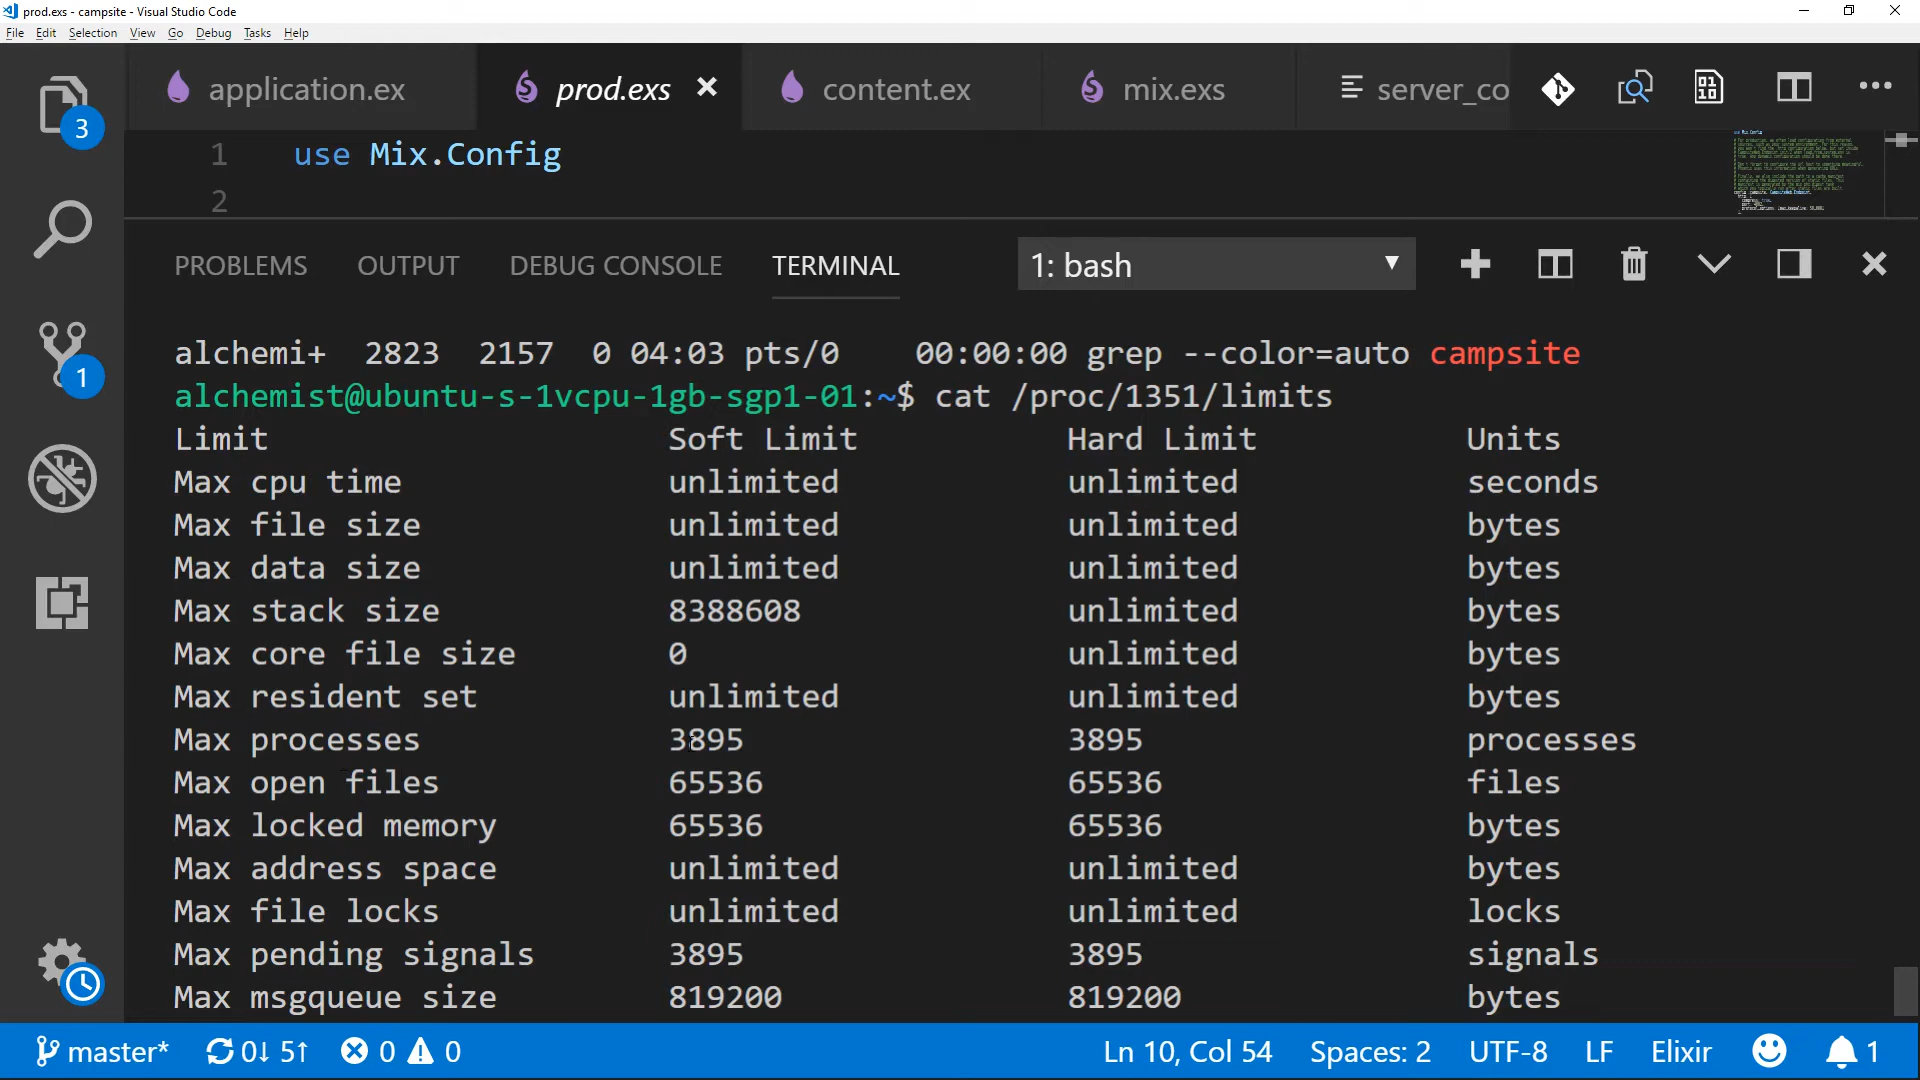 prod.exs - campsite - Visual Studio Code
File Edit Selection View Go Debug Tasks Help
application.ex prod.exs content.ex mix.exs server_co
3
1 use Mix.Config
2
PROBLEMS OUTPUT DEBUG CONSOLE TERMINAL 1: bash
alchemi+ 2823 2157 0 04:03 pts/0 00:00:00 grep --color=auto campsite
1
alchemist@ubuntu-s-1vcpu-1gb-sgp1-01:~$ cat /proc/1351/limits
Limit Soft Limit Hard Limit Units
Max cpu time unlimited unlimited seconds
Max file size unlimited unlimited bytes
Max data size unlimited unlimited bytes
Max stack size 8388608 unlimited bytes
Max core file size 0 unlimited bytes
Max resident set unlimited unlimited bytes
Max processes 3895 3895 processes
Max open files 65536 65536 files
Max locked memory 65536 65536 bytes
Max address space unlimited unlimited bytes
Max file locks unlimited unlimited locks
Max pending signals 3895 3895 signals
Max msgqueue size 819200 819200 bytes
master* 0↓ 5↑ 0 0 Ln 10, Col 54 Spaces: 2 UTF-8 LF Elixir 1